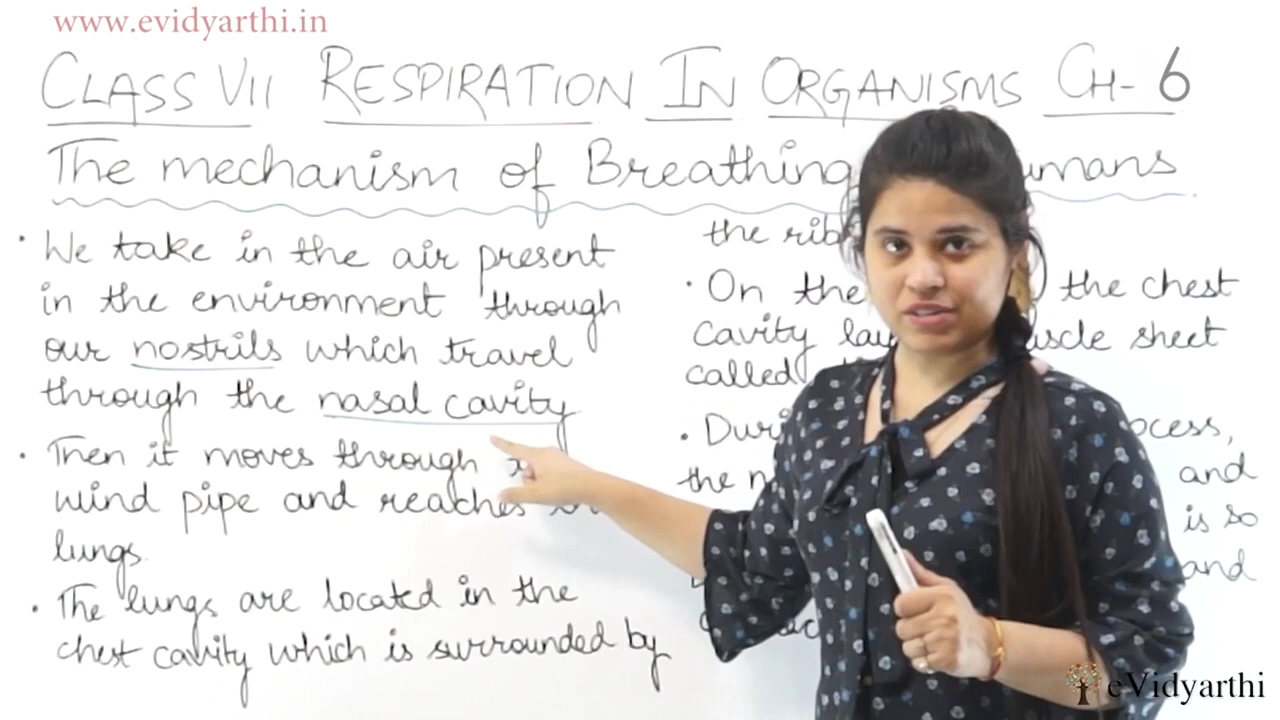 www.evidyarthi.in
CLASS VII RESPIRATION IN ORGANISMS CH- 6
The mechanism of Breathing umans
• We take in the air present
in the environment through
our nostrils which travel
through the nasal cavity
• Then it moves through
wind pipe and reaches
lungs.
• The lungs are located in the
chest cavity which is surrounded by
the rib
• On the the chest
cavity lay uscle sheet
called
• Duri ocess,
the and
is so
and
eVidyarthi